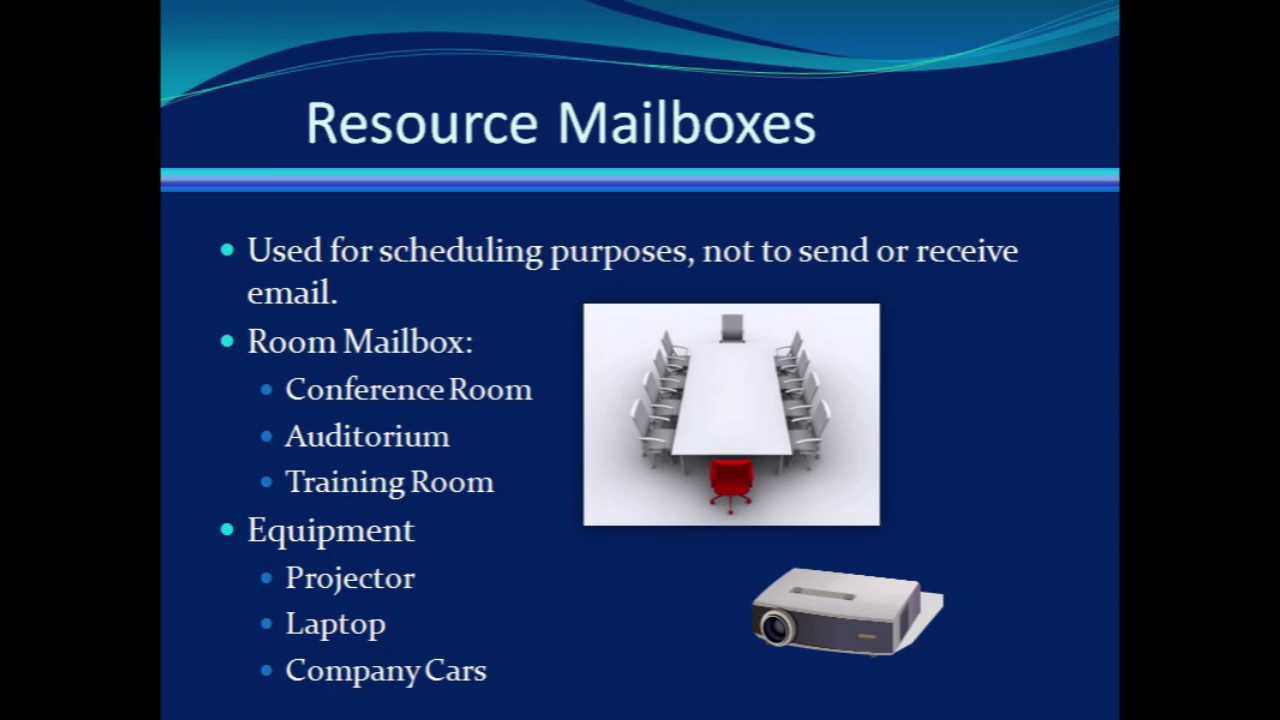 Resource Mailboxes
Used for scheduling purposes, not to send or receive
email.
Room Mailbox:
Conference Room
Auditorium
Training Room
Equipment
Projector
Laptop
Company Cars